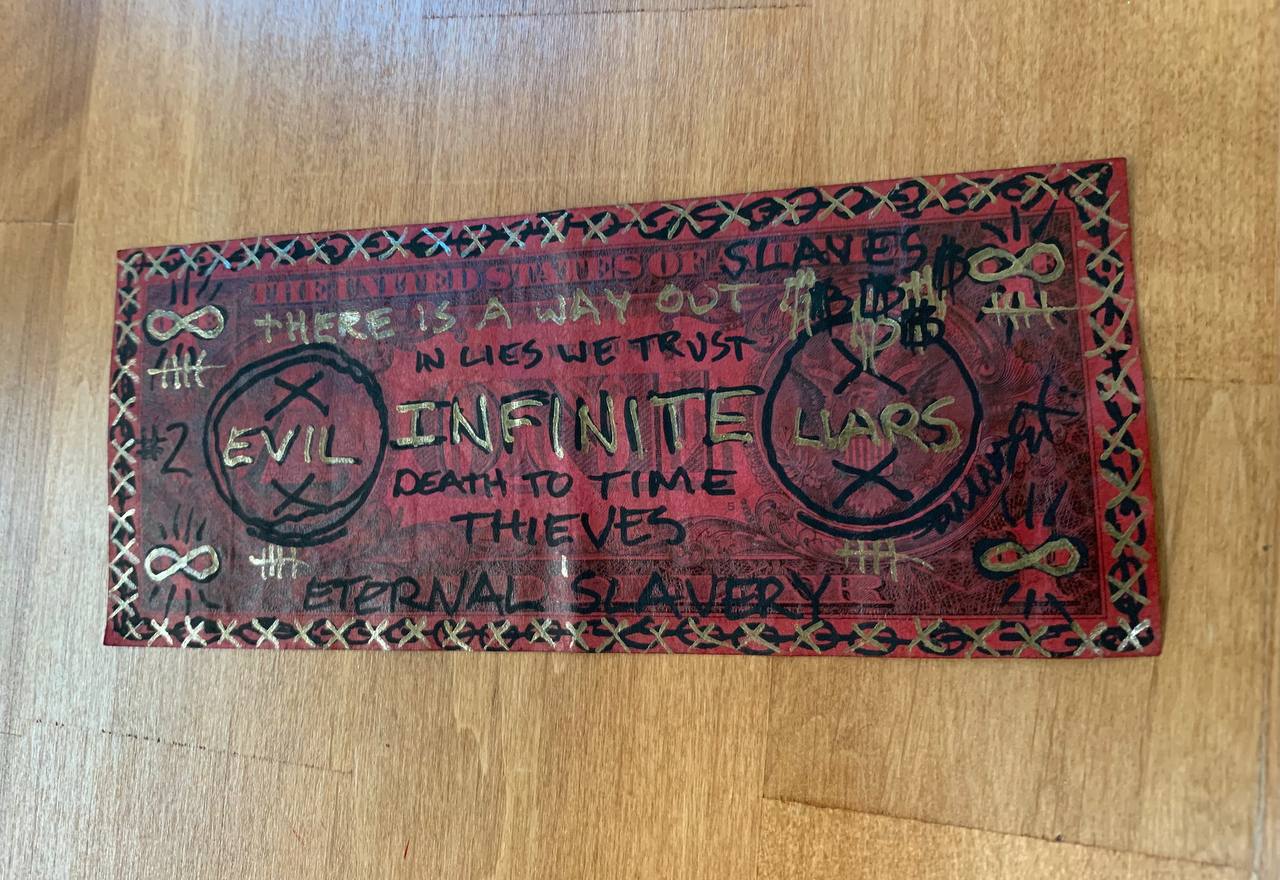 THE UNITED STATES OF SLAVES
THERE IS A WAY OUT
IN LIES WE TRUST
EVIL INFINITE LIARS
#2
DEATH TO TIME
THIEVES
ETERNAL SLAVERY